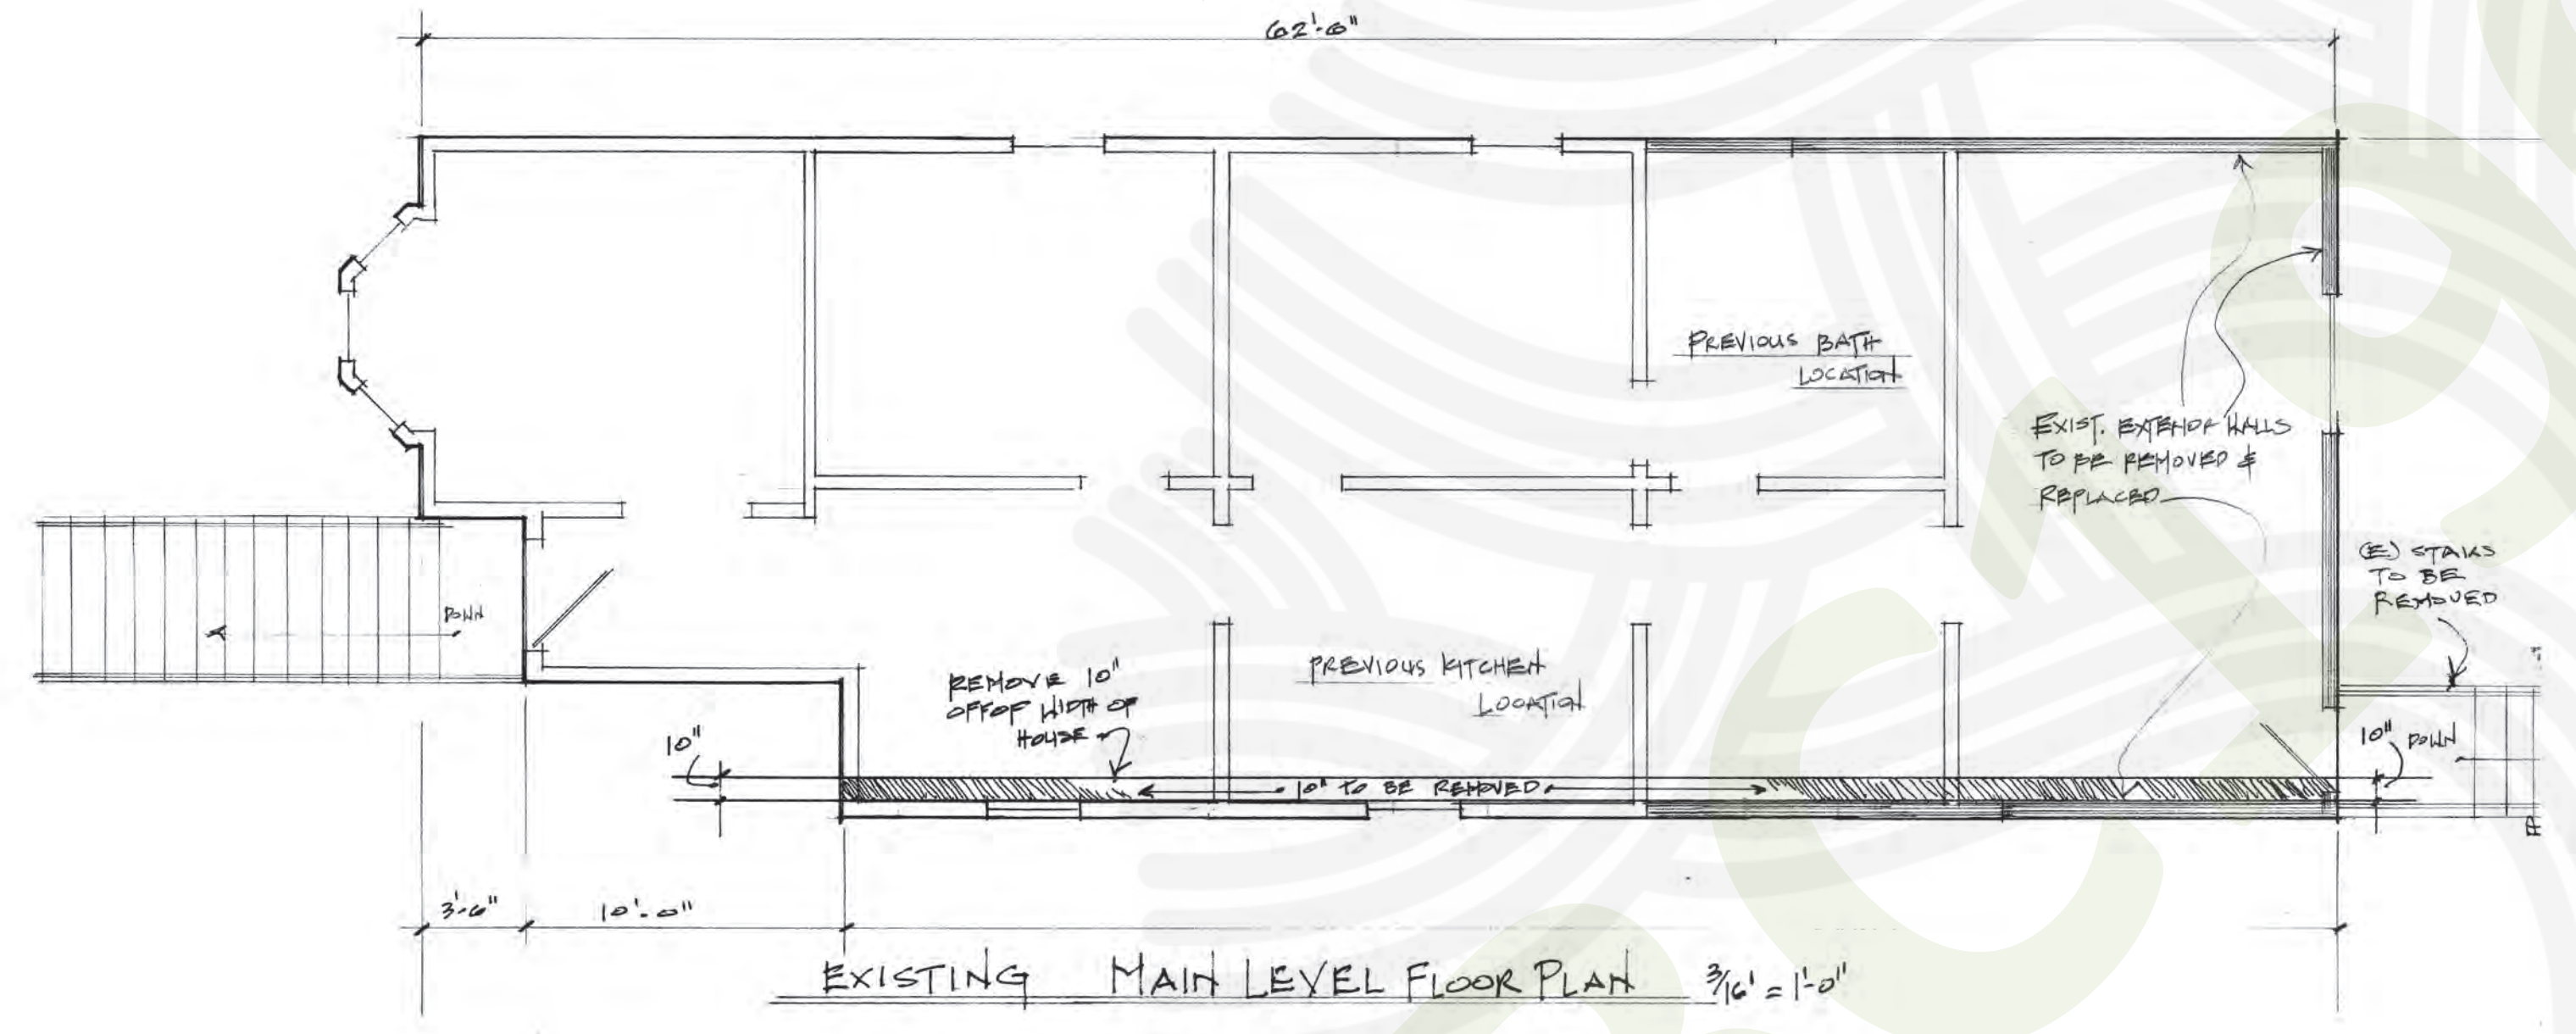 62'-6"
PREVIOUS BATH
LOCATION
EXIST. EXTERIOR WALLS
TO BE REMOVED &
REPLACED
(E) STAIRS
TO BE
REMOVED
DOWN
REMOVE 10"
OFF OF WIDTH OF
HOUSE
PREVIOUS KITCHEN
LOCATION
10"
10" TO BE REMOVED
10"
DOWN
3'-6"
10'-0"
EXISTING MAIN LEVEL FLOOR PLAN 3/16' = 1'-0"